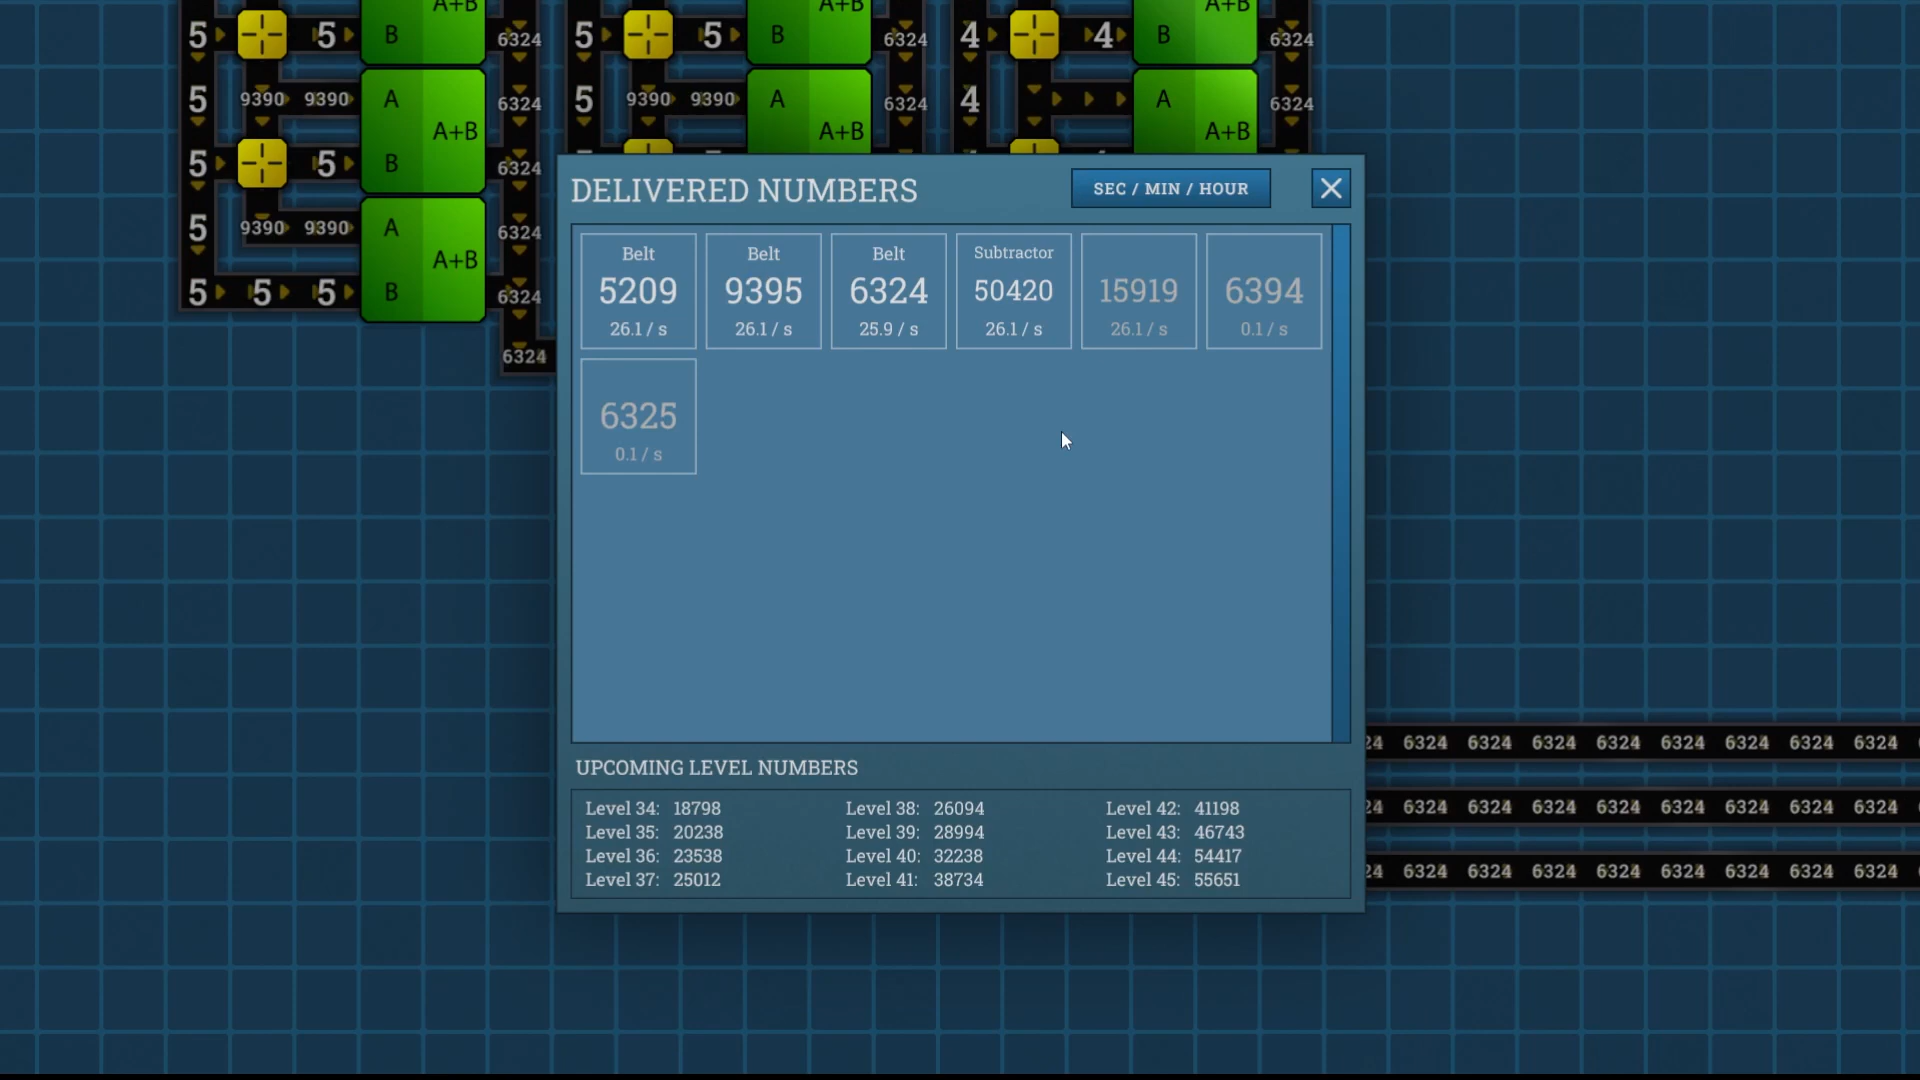 A+B A+B A+B
5 5 B 6324 5 5 B 6324 4 4 B 6324
5 9390 9390 A 6324 5 9390 9390 A 6324 4 A 6324
A+B A+B A+B
5 5 B 6324
5 9390 9390 A 6324
A+B
5 5 5 B 6324
6324
DELIVERED NUMBERS
SEC / MIN / HOUR
Belt Belt Belt Subtractor
5209 9395 6324 50420 15919 6394
26.1 / s 26.1 / s 25.9 / s 26.1 / s 26.1 / s 0.1 / s
6325
0.1 / s
UPCOMING LEVEL NUMBERS
Level 34: 18798 Level 38: 26094 Level 42: 41198
Level 35: 20238 Level 39: 28994 Level 43: 46743
Level 36: 23538 Level 40: 32238 Level 44: 54417
Level 37: 25012 Level 41: 38734 Level 45: 55651
24 6324 6324 6324 6324 6324 6324 6324 6324
24 6324 6324 6324 6324 6324 6324 6324 6324
24 6324 6324 6324 6324 6324 6324 6324 6324